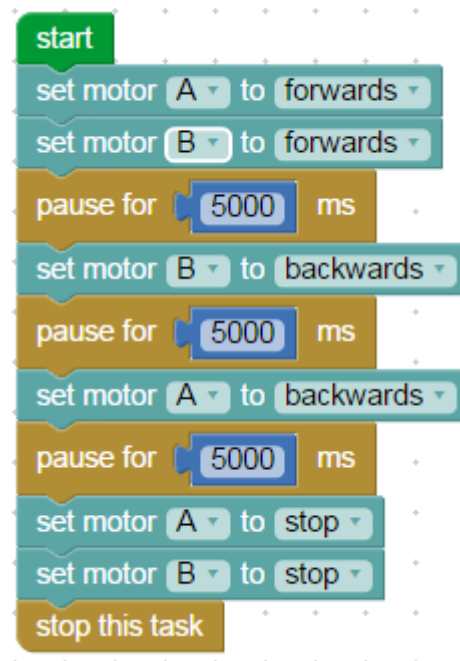 start
set motor A to forwards
set motor B to forwards
pause for 5000 ms
set motor B to backwards
pause for 5000 ms
set motor A to backwards
pause for 5000 ms
set motor A to stop
set motor B to stop
stop this task